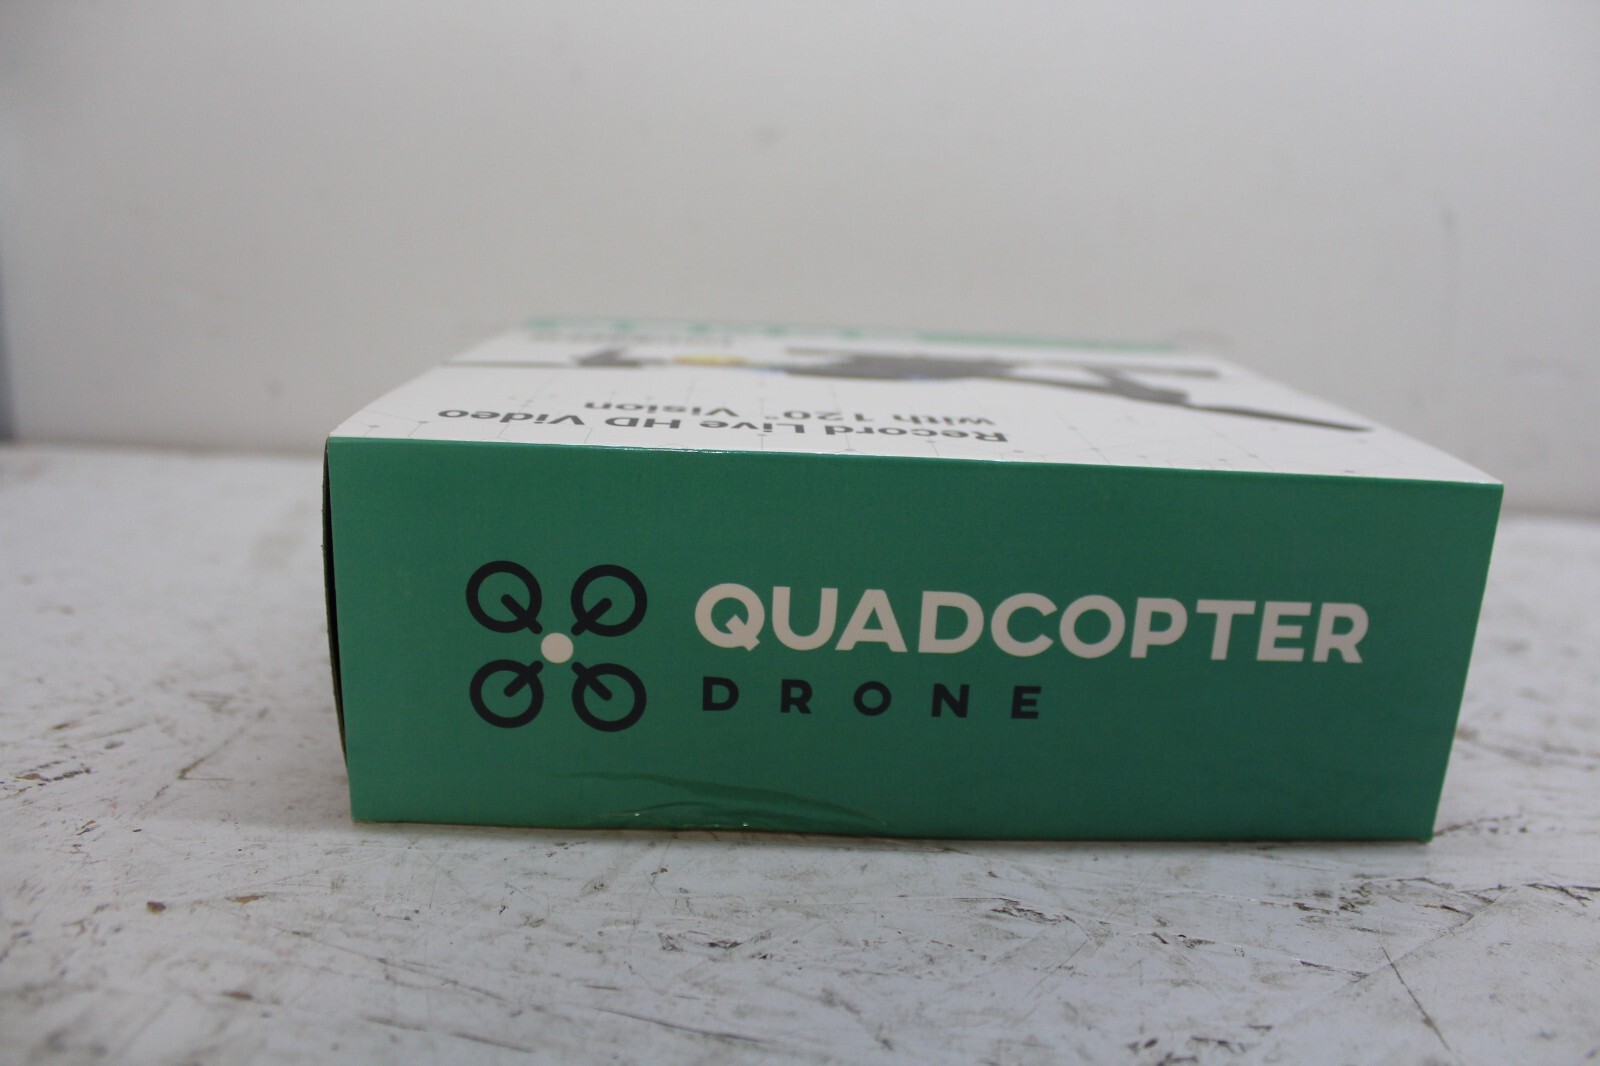 Record Live HD Video
with 120° Vision
QUADCOPTER
DRONE